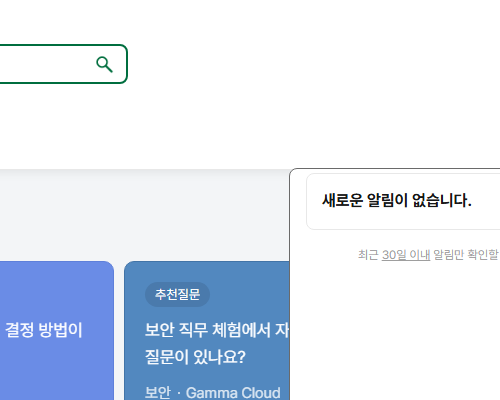 새로운 알림이 없습니다.
최근 30일 이내 알림만 확인할
결정 방법이
추천질문
보안 직무 체험에서 자
질문이 있나요?
보안 · Gamma Cloud